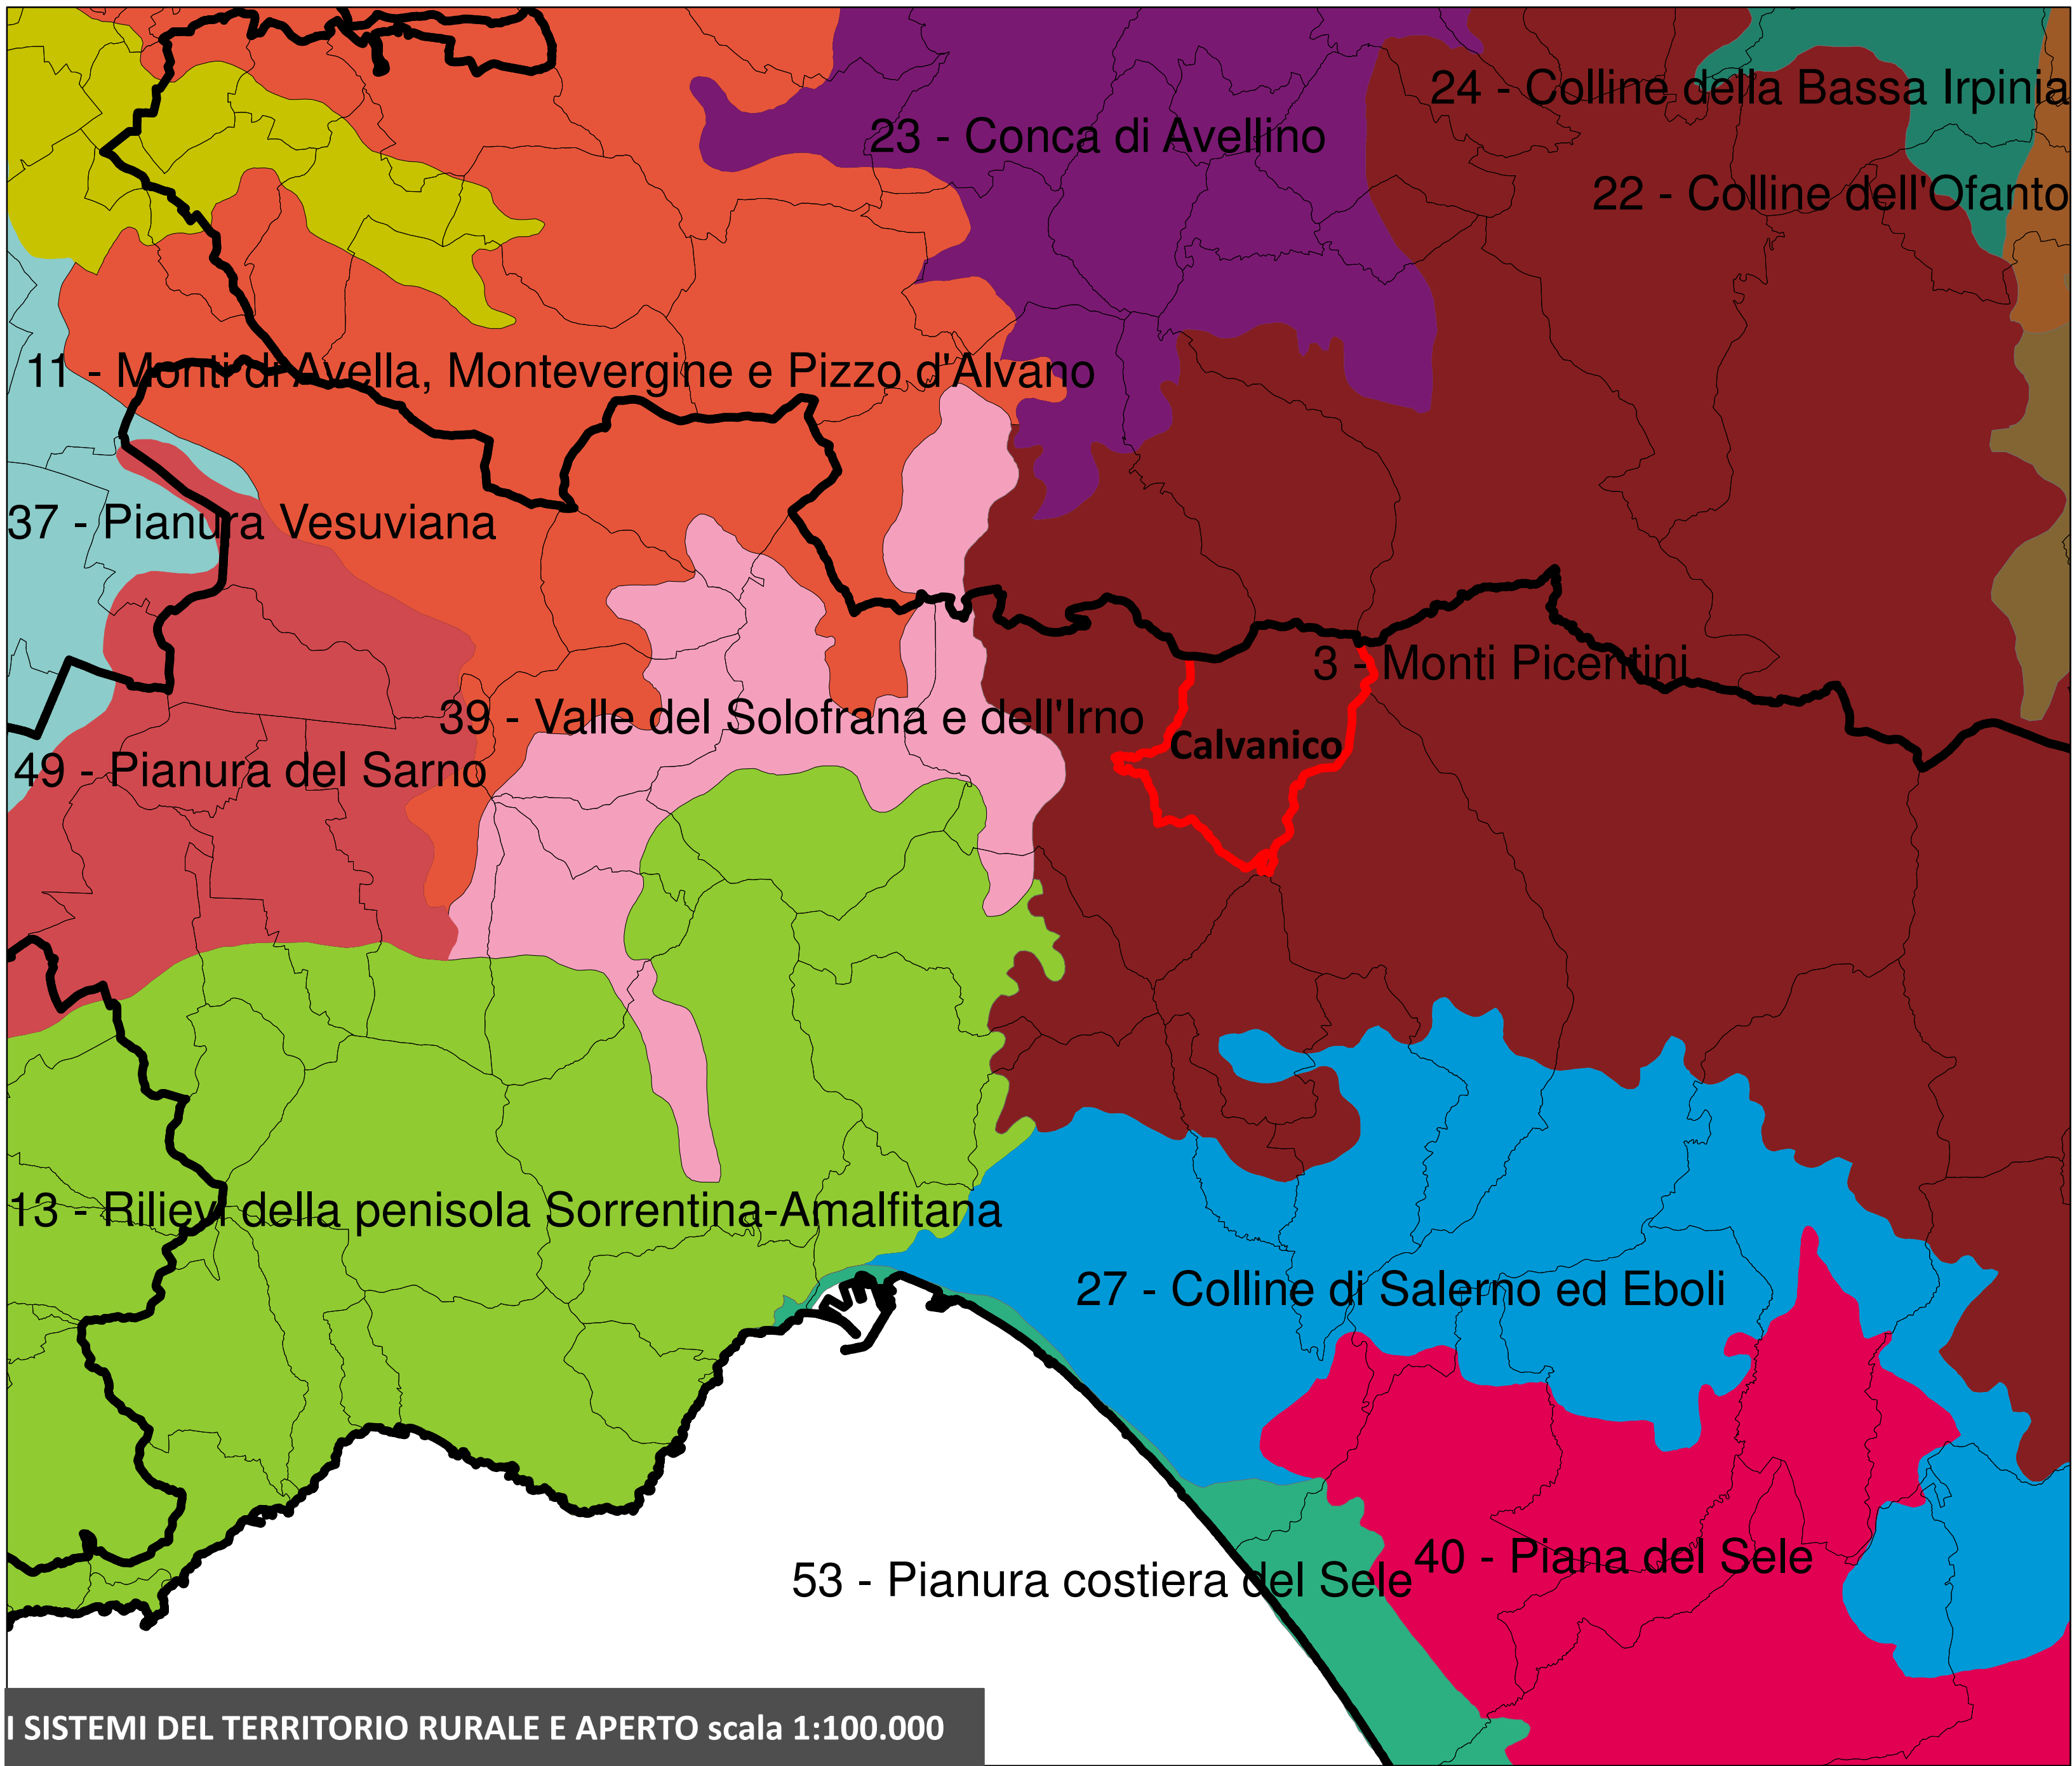 24 - Colline della Bassa Irpinia
23 - Conca di Avellino
22 - Colline dell'Ofanto
11 - Monti di Avella, Montevergine e Pizzo d'Alvano
37 - Pianura Vesuviana
3 - Monti Picentini
39 - Valle del Solofrana e dell'Irno
Calvanico
49 - Pianura del Sarno
13 - Rilievi della penisola Sorrentina-Amalfitana
27 - Colline di Salerno ed Eboli
40 - Piana del Sele
53 - Pianura costiera del Sele
I SISTEMI DEL TERRITORIO RURALE E APERTO scala 1:100.000